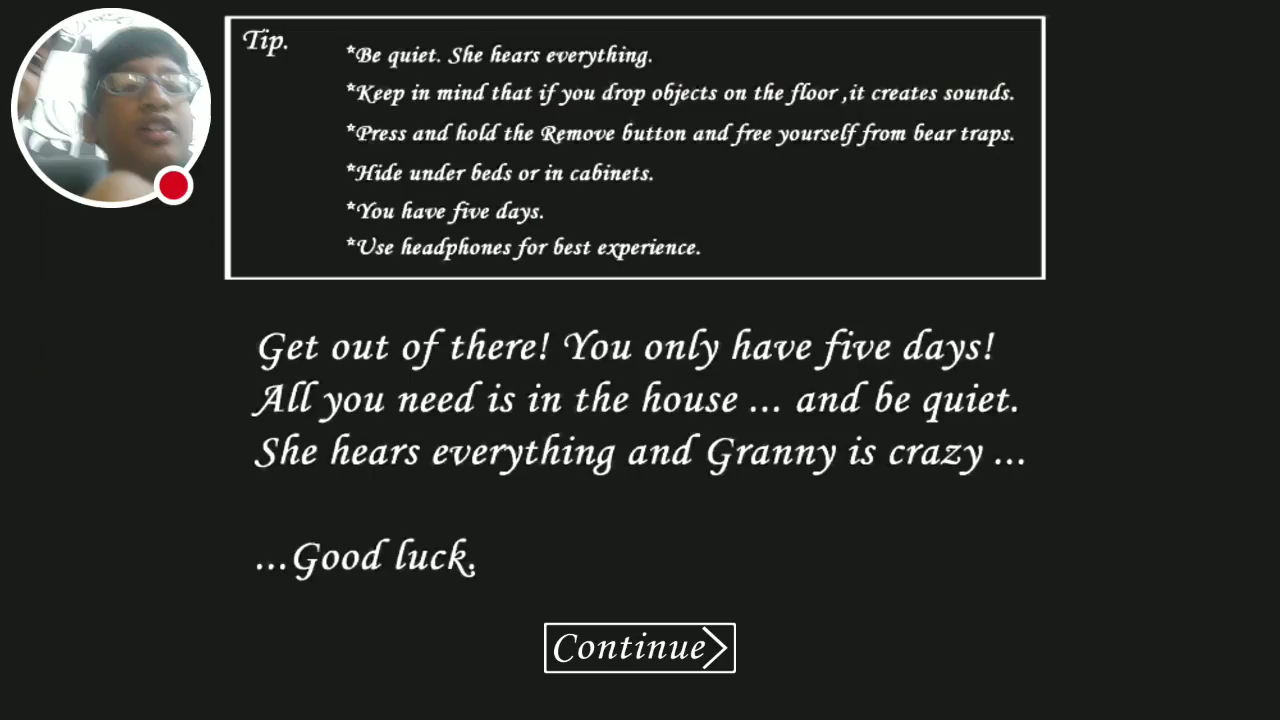 Tip.
*Be quiet. She hears everything.
*Keep in mind that if you drop objects on the floor ,it creates sounds.
*Press and hold the Remove button and free yourself from bear traps.
*Hide under beds or in cabinets.
*You have five days.
*Use headphones for best experience.
Get out of there! You only have five days!
All you need is in the house ... and be quiet.
She hears everything and Granny is crazy ...
...Good luck.
Continue